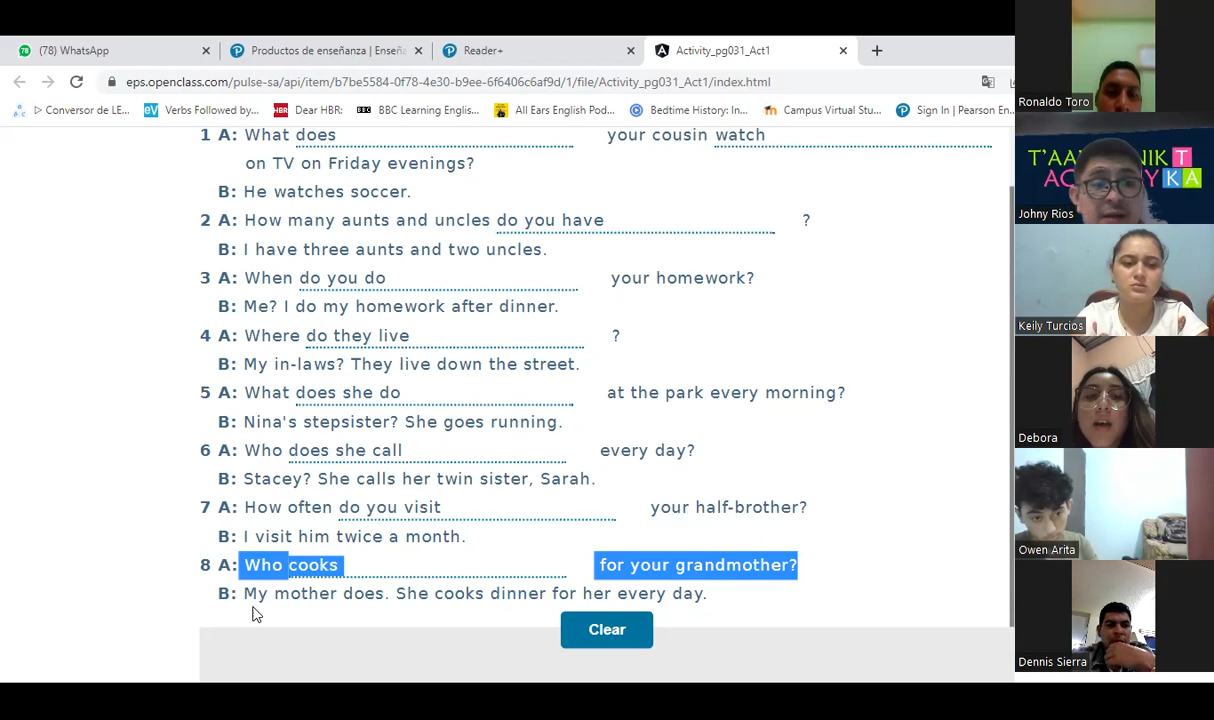 (78) WhatsApp
Productos de enseñanza | Enseña
Reader+
Activity_pg031_Act1
eps.openclass.com/pulse-sa/api/item/b7be5584-0f78-4e30-b9ee-6f6406c6af9d/1/file/Activity_pg031_Act1/index.html
▷ Conversor de LE...
Verbs Followed by...
Dear HBR:
BBC Learning Englis...
All Ears English Pod...
Bedtime History: In...
Campus Virtual Stu...
Sign In | Pearson En...
1 A: What does your cousin watch
on TV on Friday evenings?
B: He watches soccer.
2 A: How many aunts and uncles do you have ?
B: I have three aunts and two uncles.
3 A: When do you do your homework?
B: Me? I do my homework after dinner.
4 A: Where do they live ?
B: My in-laws? They live down the street.
5 A: What does she do at the park every morning?
B: Nina's stepsister? She goes running.
6 A: Who does she call every day?
B: Stacey? She calls her twin sister, Sarah.
7 A: How often do you visit your half-brother?
B: I visit him twice a month.
8 A: Who cooks for your grandmother?
B: My mother does. She cooks dinner for her every day.
Clear
Ronaldo Toro
T
KA
Johny Rios
Keily Turcios
Debora
Owen Arita
Dennis Sierra